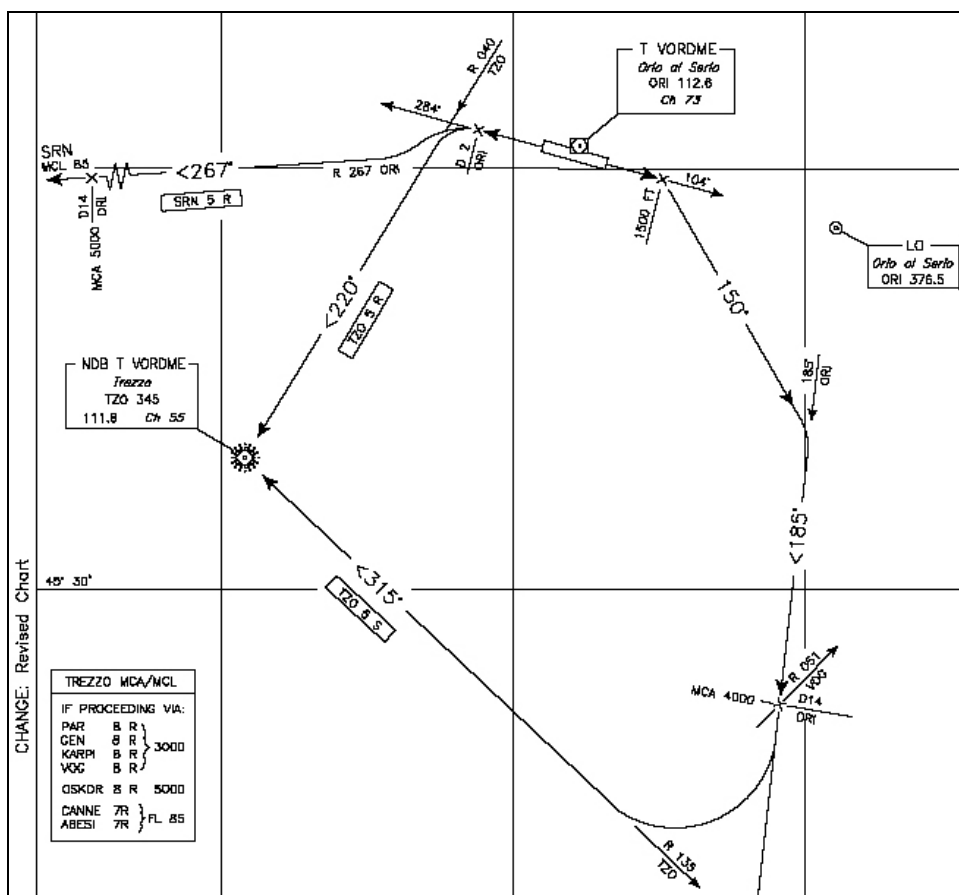 R 040
TZO
T VORDME
Orio al Serio
ORI 112.6
Ch 73
284°
D 2
ORI
SRN
MCL 85
<267°
R 267 ORI
SRN 5 R
D14
ORI
MCA 5000
104°
1500 FT
LO
Orio al Serio
ORI 376.5
<220°
TZO 5 R
150°
185°
ORI
NDB T VORDME
Trezzo
TZO 345
111.8 Ch 55
<185°
45° 30'
<315°
TZO 6 S
CHANGE: Revised Chart
R 051
VOG
MCA 4000
D14
ORI
TREZZO MCA/MCL
IF PROCEEDING VIA:
PAR 8 R
GEN 8 R
KARPI 8 R
VOG 8 R
3000
OSKOR 8 R 5000
CANNE 7R
ABESI 7R
FL 85
R 135
TZO